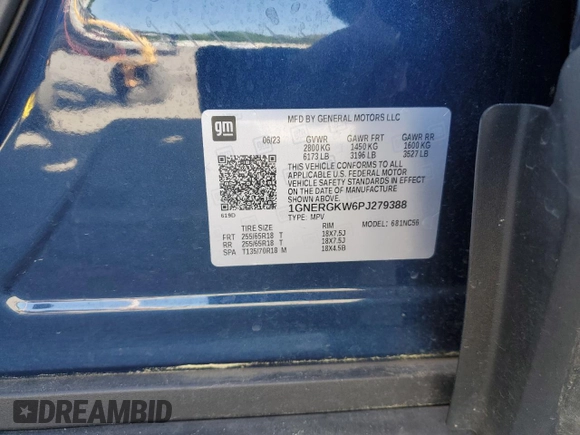 MFD BY GENERAL MOTORS LLC
gm
06/23 GVWR GAWR FRT GAWR RR
2800 KG 1450 KG 1600 KG
6173 LB 3196 LB 3527 LB
THIS VEHICLE CONFORMS TO ALL
APPLICABLE U.S. FEDERAL MOTOR
VEHICLE SAFETY STANDARDS IN EFFECT
ON THE DATE OF MANUFACTURE
SHOWN ABOVE.
1GNERGKW6PJ279388
TYPE: MPV MODEL: 681NC56
TIRE SIZE RIM
FRT 255/65R18 T 18X7.5J
RR 255/65R18 T 18X7.5J
SPA T135/70R18 M 18X4.5B
DREAMBID